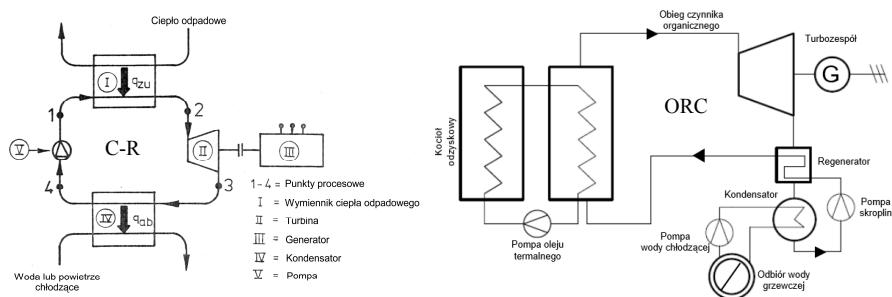 Ciepło odpadowe
I
qzu
1
2
V
C-R
II
III
4
3
IV
qab
Woda lub powietrze
chłodzące
1-4 = Punkty procesowe
I = Wymiennik ciepła odpadowego
II = Turbina
III = Generator
IV = Kondensator
V = Pompa
Obieg czynnika
organicznego
Turbozespół
G
ORC
Kocioł
odzyskowy
Regenerator
Kondensator
Pompa
skroplin
Pompa oleju
termalnego
Pompa
wody chłodzącej
Odbiór wody
grzewczej